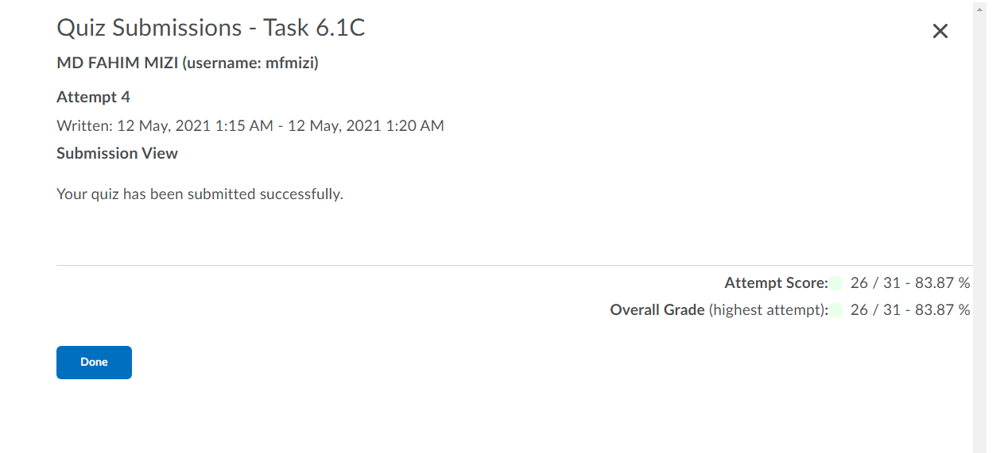 Quiz Submissions - Task 6.1C
MD FAHIM MIZI (username: mfmizi)
Attempt 4
Written: 12 May, 2021 1:15 AM - 12 May, 2021 1:20 AM
Submission View
Your quiz has been submitted successfully.
Attempt Score: 26 / 31 - 83.87 %
Overall Grade (highest attempt): 26 / 31 - 83.87 %
Done